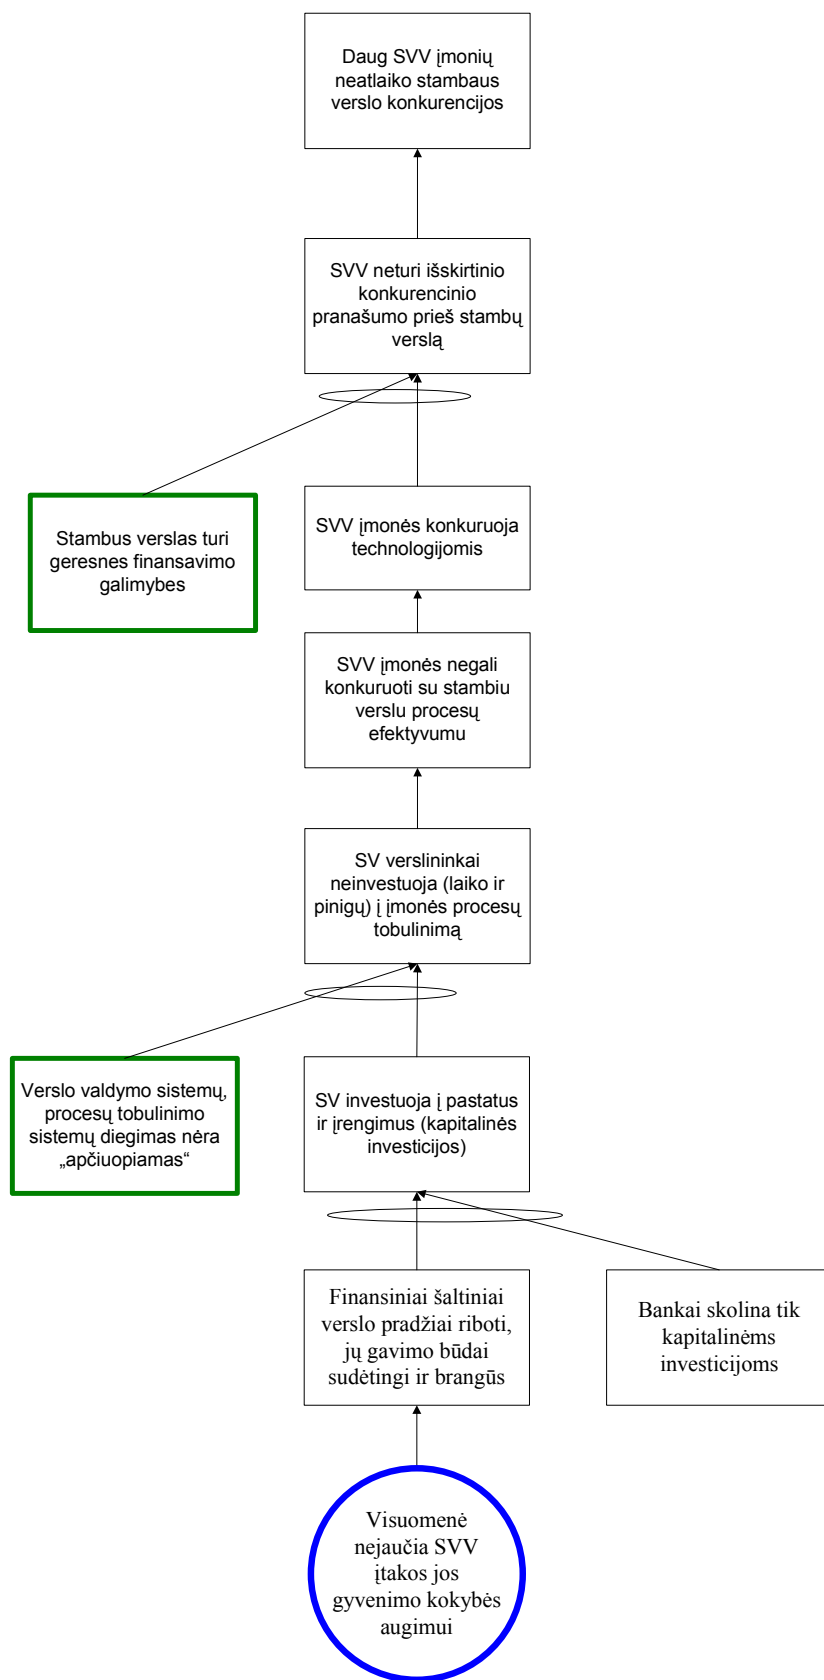 Daug SVV įmonių
neatlaiko stambaus
verslo konkurencijos
SVV neturi išskirtinio
konkurencinio
pranašumo prieš stambų
verslą
Stambus verslas turi
geresnes finansavimo
galimybes
SVV įmonės konkuruoja
technologijomis
SVV įmonės negali
konkuruoti su stambiu
verslu procesų
efektyvumu
SV verslininkai
neinvestuoja (laiko ir
pinigų) į įmonės procesų
tobulinimą
Verslo valdymo sistemų,
procesų tobulinimo
sistemų diegimas nėra
„apčiuopiamas“
SV investuoja į pastatus
ir įrengimus (kapitalinės
investicijos)
Finansiniai šaltiniai
verslo pradžiai riboti,
jų gavimo būdai
sudėtingi ir brangūs
Bankai skolina tik
kapitalinėms
investicijoms
Visuomenė
nejaučia SVV
įtakos jos
gyvenimo kokybės
augimui